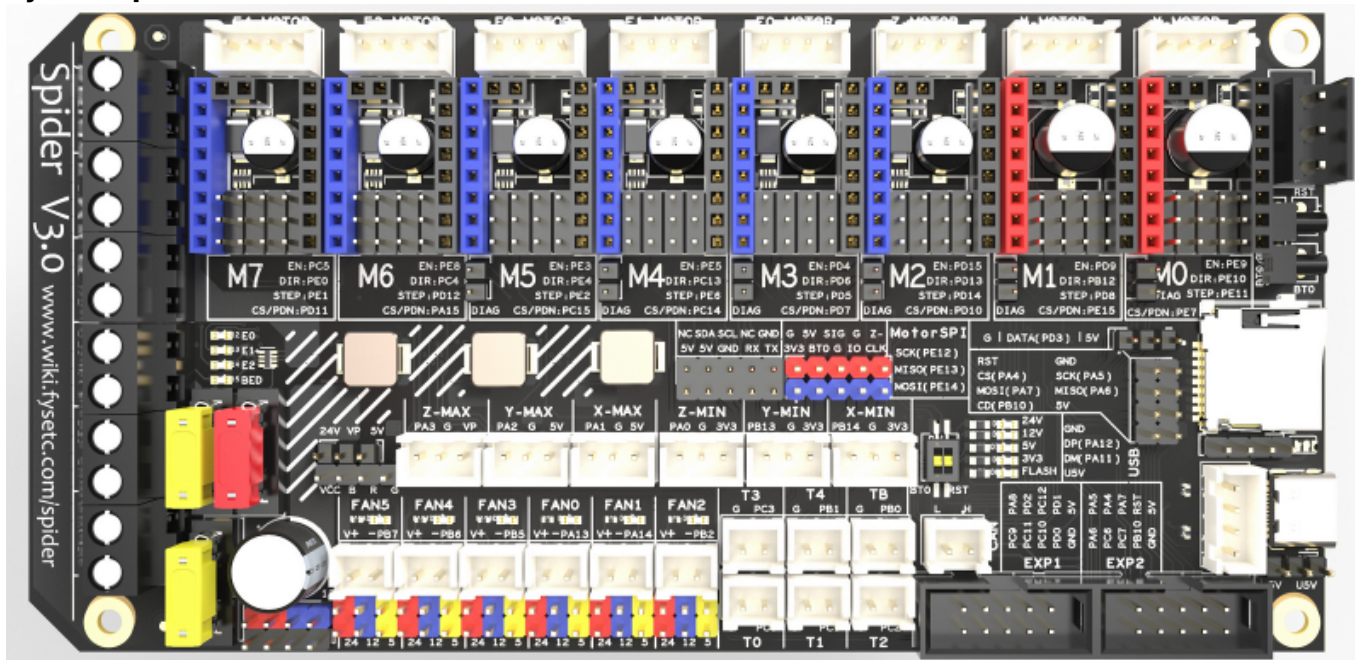 Spider V3.0 www.wiki.fysetc.com/spider
E0-MOTOR
Z-MOTOR
RST
BT0
M7
EN:PC5
DIR:PE0
STEP:PE1
CS/PDN:PD11
M6
EN:PE8
DIR:PC4
STEP:PD12
CS/PDN:PA15
M5
EN:PE3
DIR:PE4
STEP:PE2
DIAG CS/PDN:PC15
M4
EN:PE5
DIR:PC13
STEP:PE6
DIAG CS/PDN:PC14
M3
EN:PD4
DIR:PD6
STEP:PD5
DIAG CS/PDN:PD7
M2
EN:PD15
DIR:PD13
STEP:PD14
DIAG CS/PDN:PD10
M1
EN:PD9
DIR:PB12
STEP:PD8
DIAG CS/PDN:PE15
M0
EN:PE9
DIR:PE10
DIAG STEP:PE11
CS/PDN:PE7
E0
E1
E2
BED
NC SDA SCL NC GND
5V 5V GND RX TX
G 5V SIG G Z-
3V3 BT0 G IO CLK
MotorSPI
SCK(PE12)
MISO(PE13)
MOSI(PE14)
G | DATA(PD3) | 5V
RST GND
CS(PA4) SCK(PA5)
MOSI(PA7) MISO(PA6)
CD(PB10) 5V
Z-MAX
PA3 G VP
Y-MAX
PA2 G 5V
X-MAX
PA1 G 5V
Z-MIN
PA0 G 3V3
Y-MIN
PB13 G 3V3
X-MIN
PB14 G 3V3
24V VP 5V
VCC B R G
24V
12V
5V
3V3
FLASH
GND
DP(PA12)
DM(PA11)
U5V
USB
BT0 RST
FAN5
V+ -PB7
FAN4
V+ -PB6
FAN3
V+ -PB5
FAN0
V+ -PA13
FAN1
V+ -PA14
FAN2
V+ -PB2
T3
G PC3
T4
G PB1
TB
G PB0
L H
CAN
PA8 PD2 PC12 PD1 5V
PC9 PC11 PC10 PD0 GND
EXP1
PA5 PA4 PA7 RST 5V
PA6 PC6 PC7 PB10 GND
EXP2
U5V
24 12 5
24 12 5
24 12 5
24 12 5
24 12 5
24 12 5
T0
T1
T2